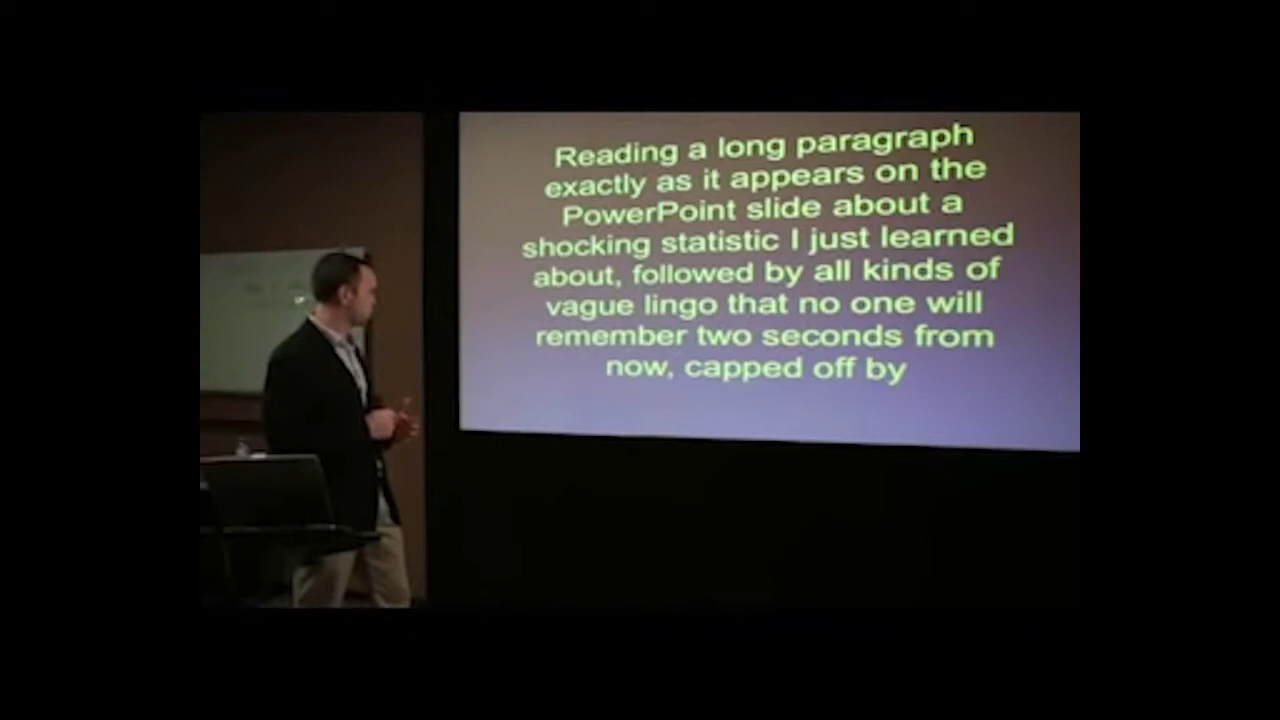 Reading a long paragraph
exactly as it appears on the
PowerPoint slide about a
shocking statistic I just learned
about, followed by all kinds of
vague lingo that no one will
remember two seconds from
now, capped off by